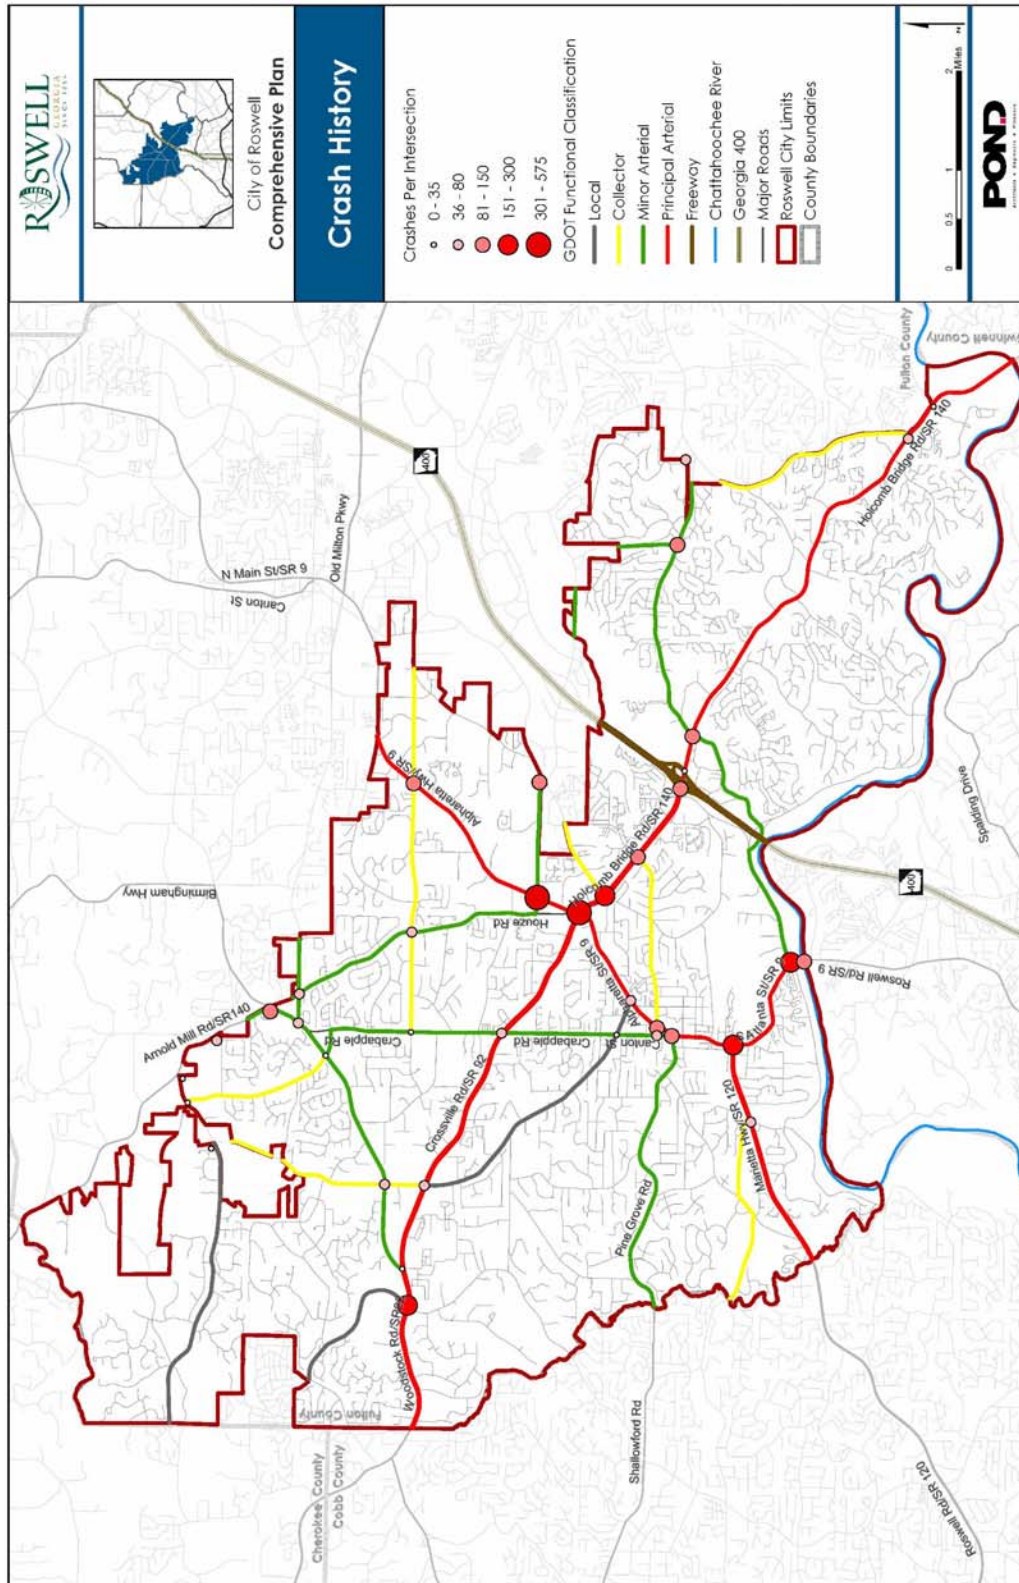 ROSWELL
GEORGIA
City of Roswell
Comprehensive Plan
Crash History
Crashes Per Intersection
0 - 35
36 - 80
81 - 150
151 - 300
301 - 575
GDOT Functional Classification
Local
Collector
Minor Arterial
Principal Arterial
Freeway
Chattahoochee River
Georgia 400
Major Roads
Roswell City Limits
County Boundaries
0 0.5 1 2
Miles
N
POND
Fulton County
Gwinnett County
400
Holcomb Bridge Rd/SR 140
N Main St/SR 9
Canton St
Old Milton Pkwy
Spalding Drive
Alpharetta Hwy/SR 9
Holcomb Bridge Rd/SR 140
400
Birmingham Hwy
Houze Rd
Alpharetta St/SR 9
S Atlanta St/SR 9
Roswell Rd/SR 9
Arnold Mill Rd/SR140
Crabapple Rd
Crabapple Rd
Canton St
Crossville Rd/SR 92
Marietta Hwy/SR 120
Pine Grove Rd
Woodstock Rd/SR92
Fulton County
Cherokee County
Cobb County
Shallowford Rd
Roswell Rd/SR 120